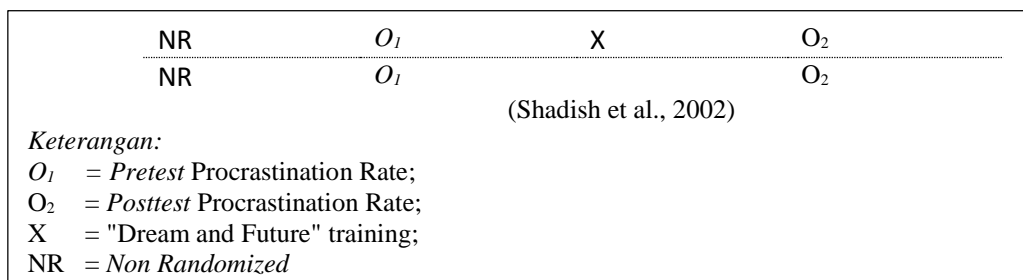 NR O₁ X O₂
NR O₁ O₂
(Shadish et al., 2002)
Keterangan:
O₁ = Pretest Procrastination Rate;
O₂ = Posttest Procrastination Rate;
X = "Dream and Future" training;
NR = Non Randomized